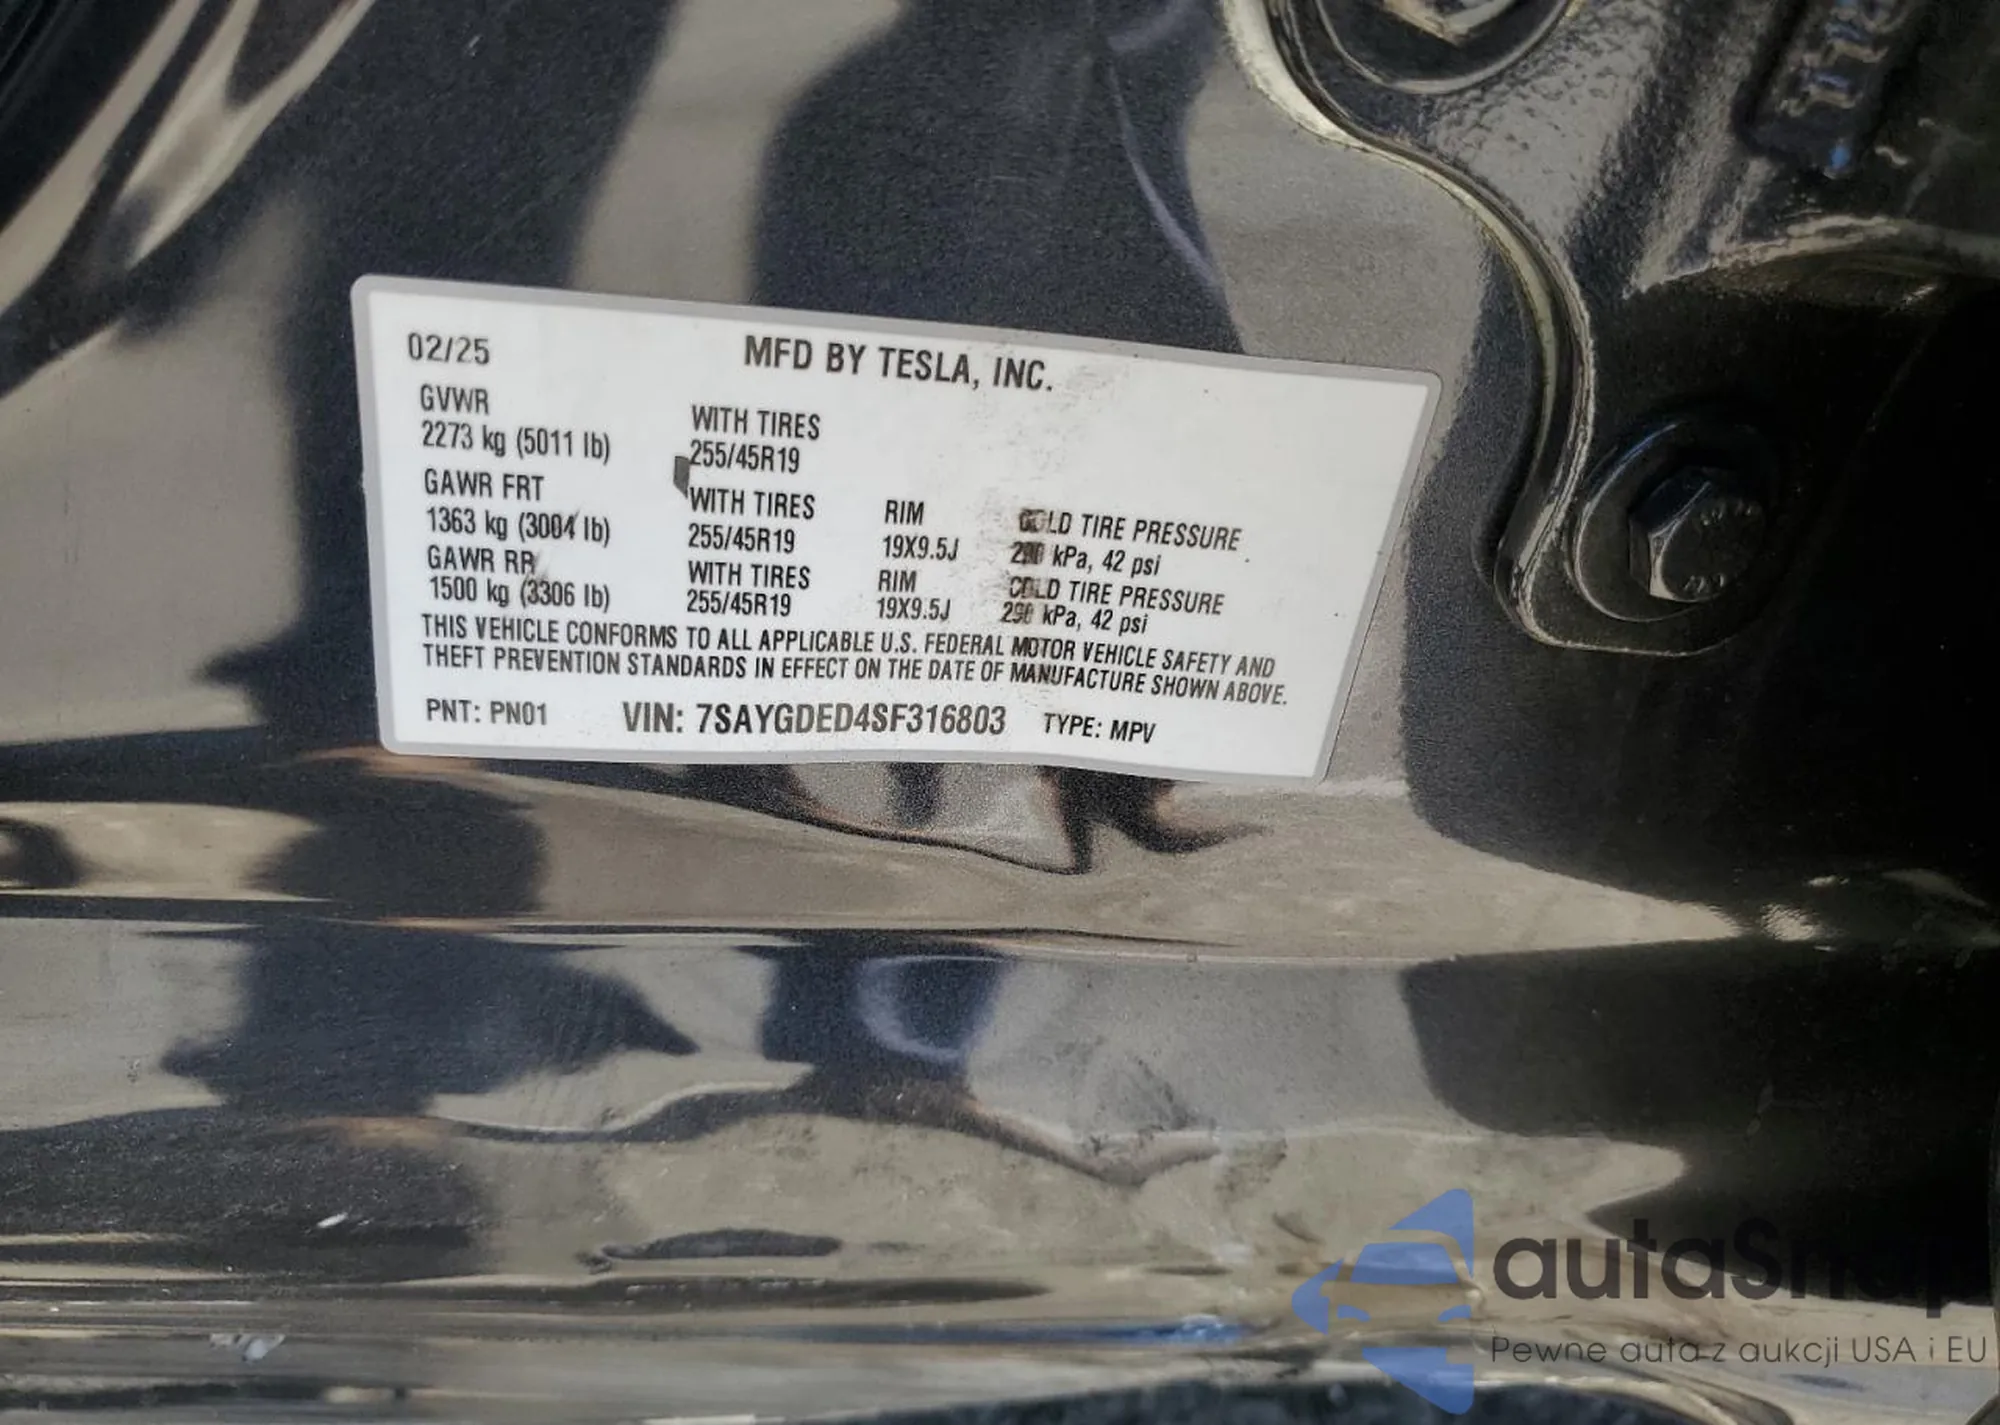 02/25 MFD BY TESLA, INC.
GVWR WITH TIRES
2273 kg (5011 lb) 255/45R19
GAWR FRT WITH TIRES RIM COLD TIRE PRESSURE
1363 kg (3004 lb) 255/45R19 19X9.5J 290 kPa, 42 psi
GAWR RR WITH TIRES RIM COLD TIRE PRESSURE
1500 kg (3306 lb) 255/45R19 19X9.5J 290 kPa, 42 psi
THIS VEHICLE CONFORMS TO ALL APPLICABLE U.S. FEDERAL MOTOR VEHICLE SAFETY AND
THEFT PREVENTION STANDARDS IN EFFECT ON THE DATE OF MANUFACTURE SHOWN ABOVE.
PNT: PN01 VIN: 7SAYGDED4SF316803 TYPE: MPV
autaSnap
Pewne auta z aukcji USA i EU